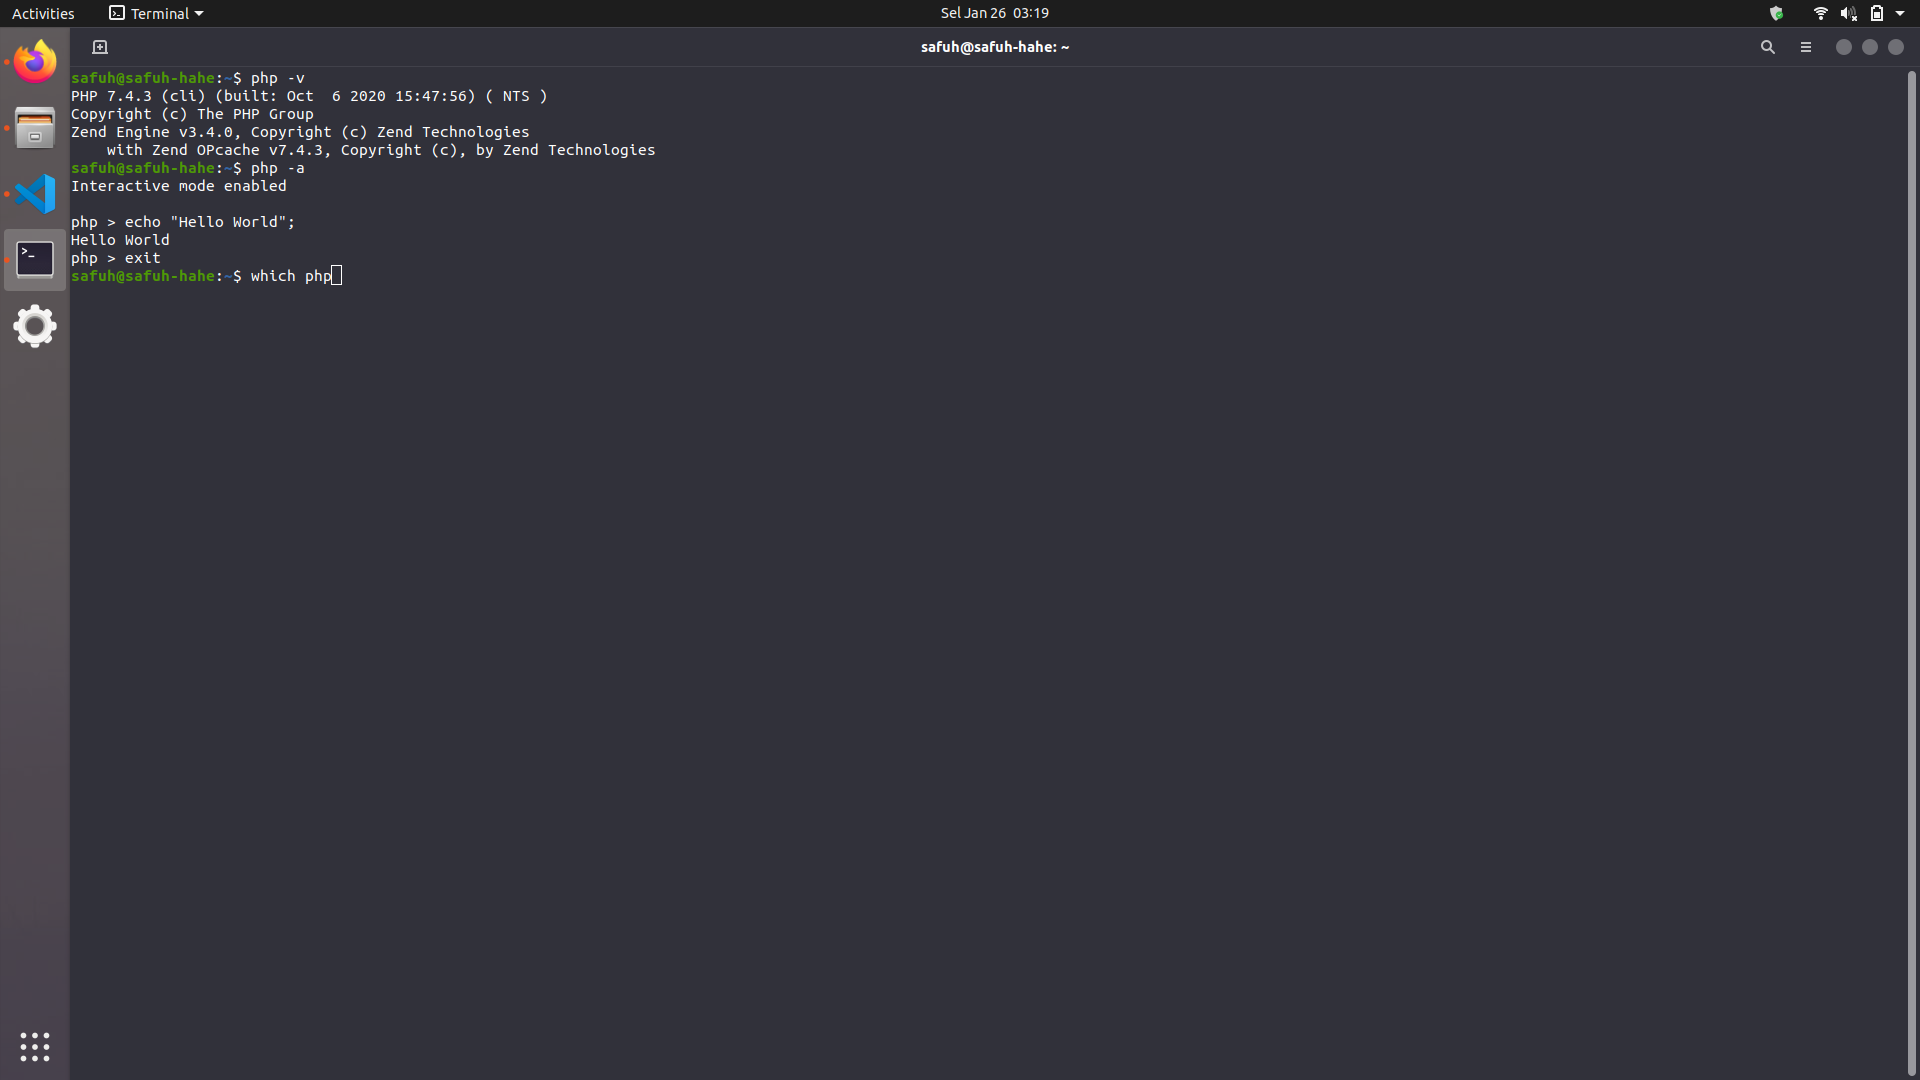 Activities
Terminal
Sel Jan 26 03:19
safuh@safuh-hahe: ~
safuh@safuh-hahe:~$ php -v
PHP 7.4.3 (cli) (built: Oct  6 2020 15:47:56) ( NTS )
Copyright (c) The PHP Group
Zend Engine v3.4.0, Copyright (c) Zend Technologies
    with Zend OPcache v7.4.3, Copyright (c), by Zend Technologies
safuh@safuh-hahe:~$ php -a
Interactive mode enabled
php > echo "Hello World";
Hello World
php > exit
safuh@safuh-hahe:~$ which php